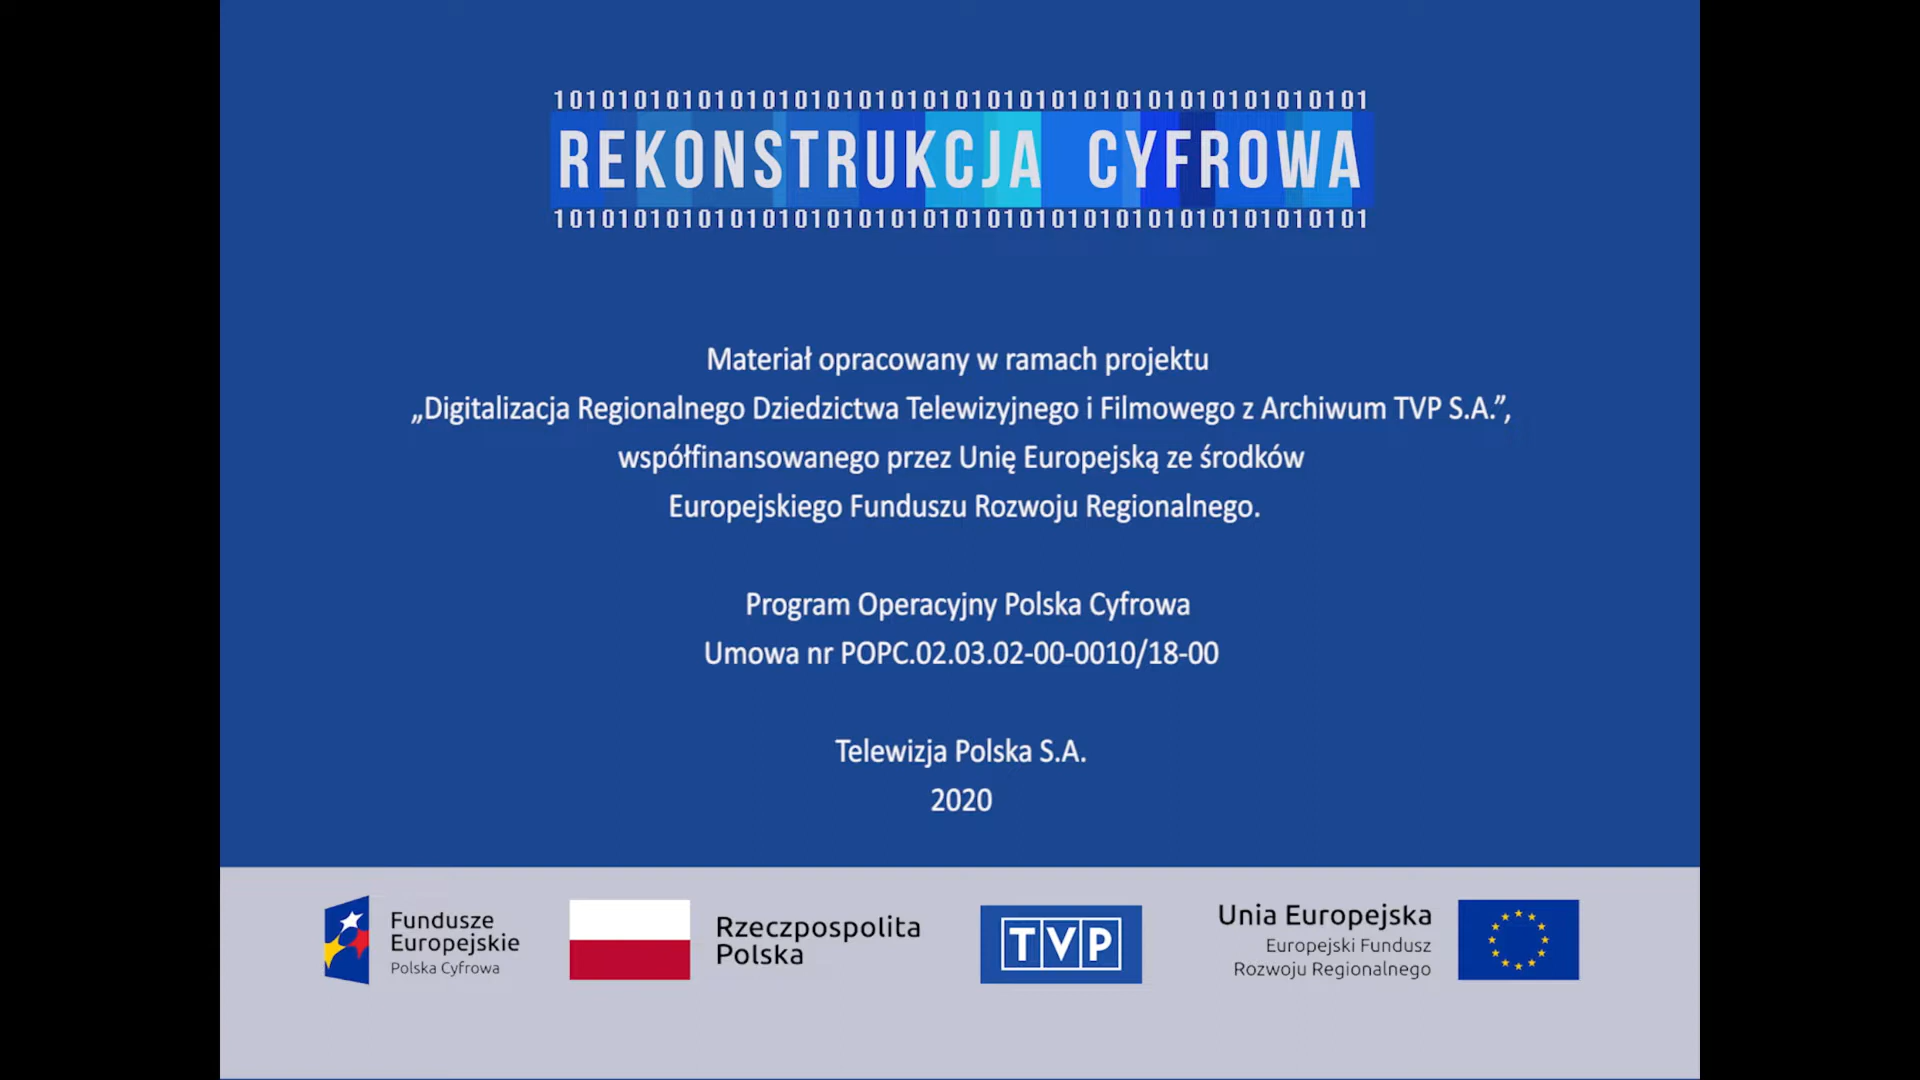 101010101010101010101010101010101010101010101010101
REKONSTRUKCJA CYFROWA
101010101010101010101010101010101010101010101010101
Materiał opracowany w ramach projektu
„Digitalizacja Regionalnego Dziedzictwa Telewizyjnego i Filmowego z Archiwum TVP S.A.”,
współfinansowanego przez Unię Europejską ze środków
Europejskiego Funduszu Rozwoju Regionalnego.
Program Operacyjny Polska Cyfrowa
Umowa nr POPC.02.03.02-00-0010/18-00
Telewizja Polska S.A.
2020
Fundusze
Europejskie
Polska Cyfrowa
Rzeczpospolita
Polska
TVP
Unia Europejska
Europejski Fundusz
Rozwoju Regionalnego